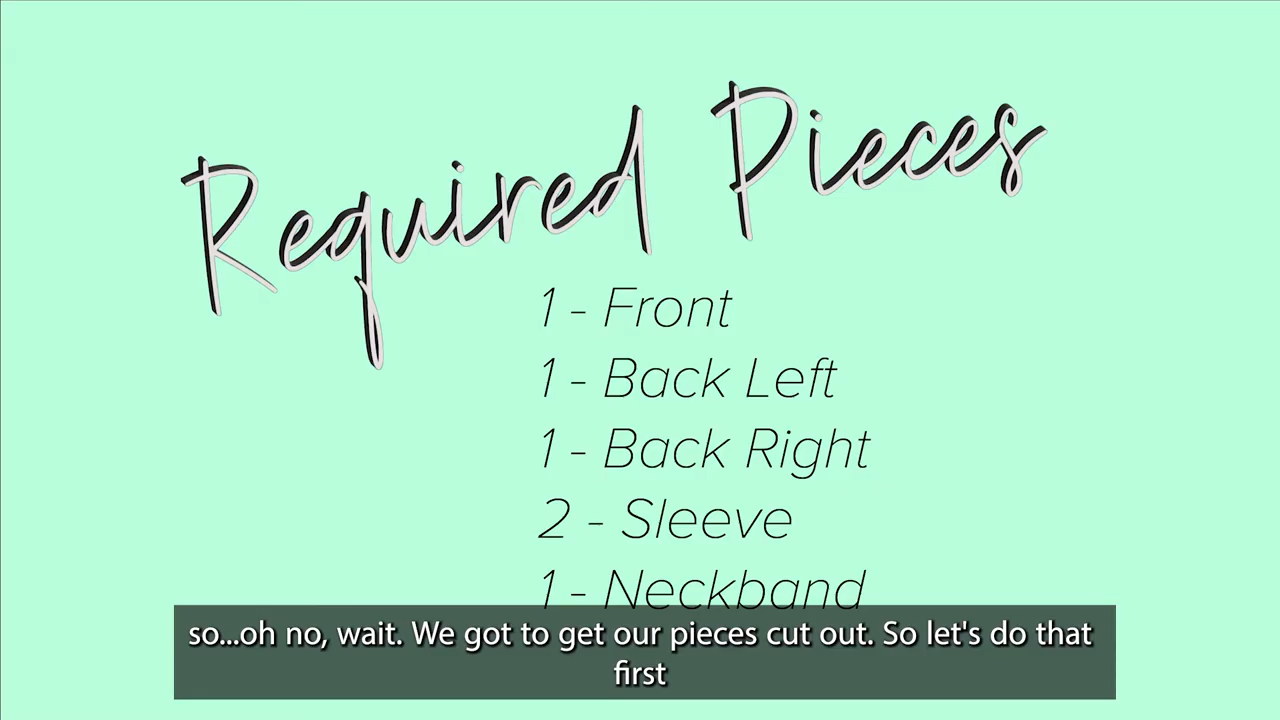 Required Pieces
1 - Front
1 - Back Left
1 - Back Right
2 - Sleeve
1 - Neckband
so...oh no, wait. We got to get our pieces cut out. So let's do that
first